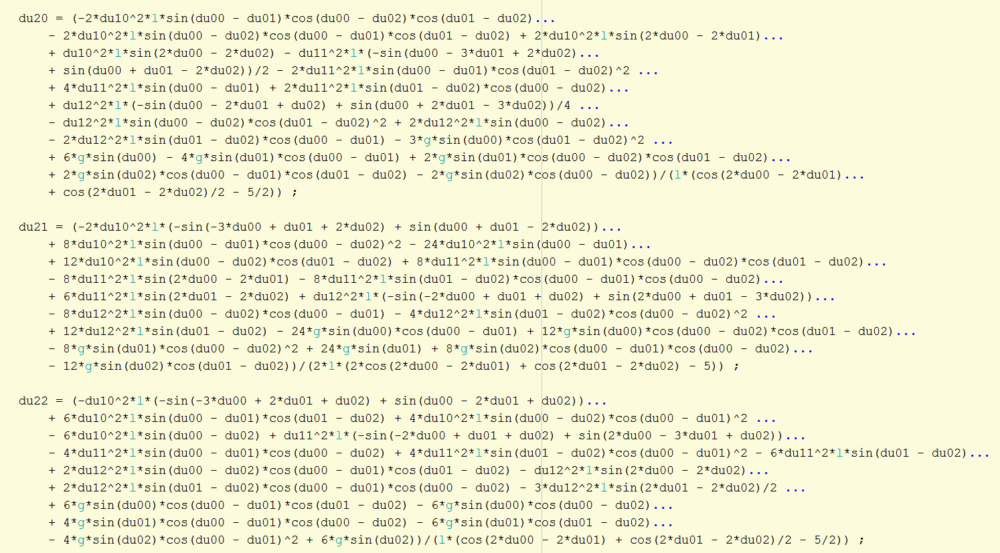 du20 = (-2*du10^2*l*sin(du00 - du01)*cos(du00 - du02)*cos(du01 - du02)...
- 2*du10^2*l*sin(du00 - du02)*cos(du00 - du01)*cos(du01 - du02) + 2*du10^2*l*sin(2*du00 - 2*du01)...
+ du10^2*l*sin(2*du00 - 2*du02) - du11^2*l*(-sin(du00 - 3*du01 + 2*du02)...
+ sin(du00 + du01 - 2*du02))/2 - 2*du11^2*l*sin(du00 - du01)*cos(du01 - du02)^2 ...
+ 4*du11^2*l*sin(du00 - du01) + 2*du11^2*l*sin(du01 - du02)*cos(du00 - du02)...
+ du12^2*l*(-sin(du00 - 2*du01 + du02) + sin(du00 + 2*du01 - 3*du02))/4 ...
- du12^2*l*sin(du00 - du02)*cos(du01 - du02)^2 + 2*du12^2*l*sin(du00 - du02)...
- 2*du12^2*l*sin(du01 - du02)*cos(du00 - du01) - 3*g*sin(du00)*cos(du01 - du02)^2 ...
+ 6*g*sin(du00) - 4*g*sin(du01)*cos(du00 - du01) + 2*g*sin(du01)*cos(du00 - du02)*cos(du01 - du02)...
+ 2*g*sin(du02)*cos(du00 - du01)*cos(du01 - du02) - 2*g*sin(du02)*cos(du00 - du02))/(l*(cos(2*du00 - 2*du01)...
+ cos(2*du01 - 2*du02)/2 - 5/2)) ;
du21 = (-2*du10^2*l*(-sin(-3*du00 + du01 + 2*du02) + sin(du00 + du01 - 2*du02))...
+ 8*du10^2*l*sin(du00 - du01)*cos(du00 - du02)^2 - 24*du10^2*l*sin(du00 - du01)...
+ 12*du10^2*l*sin(du00 - du02)*cos(du01 - du02) + 8*du11^2*l*sin(du00 - du01)*cos(du00 - du02)*cos(du01 - du02)...
- 8*du11^2*l*sin(2*du00 - 2*du01) - 8*du11^2*l*sin(du01 - du02)*cos(du00 - du01)*cos(du00 - du02)...
+ 6*du11^2*l*sin(2*du01 - 2*du02) + du12^2*l*(-sin(-2*du00 + du01 + du02) + sin(2*du00 + du01 - 3*du02))...
- 8*du12^2*l*sin(du00 - du02)*cos(du00 - du01) - 4*du12^2*l*sin(du01 - du02)*cos(du00 - du02)^2 ...
+ 12*du12^2*l*sin(du01 - du02) - 24*g*sin(du00)*cos(du00 - du01) + 12*g*sin(du00)*cos(du00 - du02)*cos(du01 - du02)...
- 8*g*sin(du01)*cos(du00 - du02)^2 + 24*g*sin(du01) + 8*g*sin(du02)*cos(du00 - du01)*cos(du00 - du02)...
- 12*g*sin(du02)*cos(du01 - du02))/(2*l*(2*cos(2*du00 - 2*du01) + cos(2*du01 - 2*du02) - 5)) ;
du22 = (-du10^2*l*(-sin(-3*du00 + 2*du01 + du02) + sin(du00 - 2*du01 + du02))...
+ 6*du10^2*l*sin(du00 - du01)*cos(du01 - du02) + 4*du10^2*l*sin(du00 - du02)*cos(du00 - du01)^2 ...
- 6*du10^2*l*sin(du00 - du02) + du11^2*l*(-sin(-2*du00 + du01 + du02) + sin(2*du00 - 3*du01 + du02))...
- 4*du11^2*l*sin(du00 - du01)*cos(du00 - du02) + 4*du11^2*l*sin(du01 - du02)*cos(du00 - du01)^2 - 6*du11^2*l*sin(du01 - du02)...
+ 2*du12^2*l*sin(du00 - du02)*cos(du00 - du01)*cos(du01 - du02) - du12^2*l*sin(2*du00 - 2*du02)...
+ 2*du12^2*l*sin(du01 - du02)*cos(du00 - du01)*cos(du00 - du02) - 3*du12^2*l*sin(2*du01 - 2*du02)/2 ...
+ 6*g*sin(du00)*cos(du00 - du01)*cos(du01 - du02) - 6*g*sin(du00)*cos(du00 - du02)...
+ 4*g*sin(du01)*cos(du00 - du01)*cos(du00 - du02) - 6*g*sin(du01)*cos(du01 - du02)...
- 4*g*sin(du02)*cos(du00 - du01)^2 + 6*g*sin(du02))/(l*(cos(2*du00 - 2*du01) + cos(2*du01 - 2*du02)/2 - 5/2)) ;